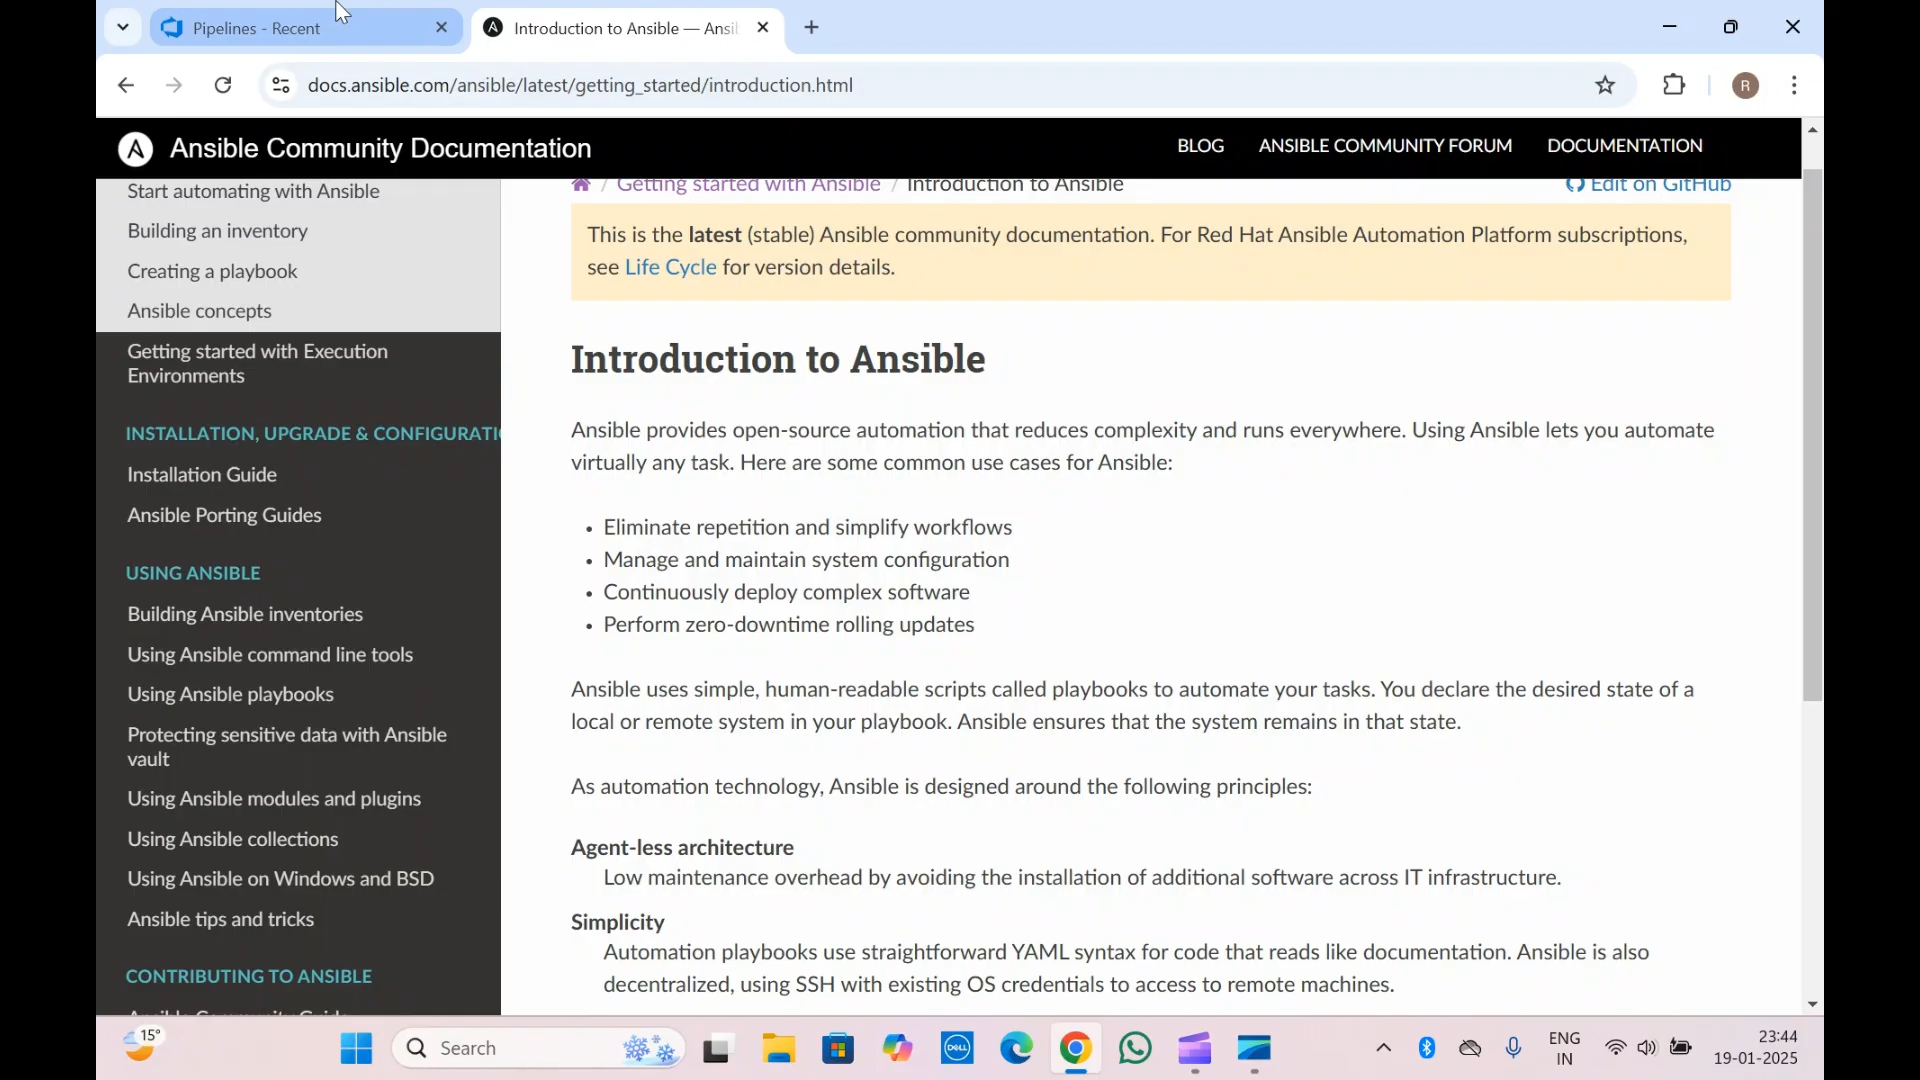 Pipelines - Recent
Introduction to Ansible — Ansi
docs.ansible.com/ansible/latest/getting_started/introduction.html
R
Ansible Community Documentation
BLOG
ANSIBLE COMMUNITY FORUM
DOCUMENTATION
Start automating with Ansible
Building an inventory
Creating a playbook
Ansible concepts
Getting started with Execution
Environments
INSTALLATION, UPGRADE & CONFIGURATI
Installation Guide
Ansible Porting Guides
USING ANSIBLE
Building Ansible inventories
Using Ansible command line tools
Using Ansible playbooks
Protecting sensitive data with Ansible
vault
Using Ansible modules and plugins
Using Ansible collections
Using Ansible on Windows and BSD
Ansible tips and tricks
CONTRIBUTING TO ANSIBLE
Ansible Community Guide
/ Getting started with Ansible / Introduction to Ansible
Edit on GitHub
This is the latest (stable) Ansible community documentation. For Red Hat Ansible Automation Platform subscriptions,
see Life Cycle for version details.
Introduction to Ansible
Ansible provides open-source automation that reduces complexity and runs everywhere. Using Ansible lets you automate
virtually any task. Here are some common use cases for Ansible:
• Eliminate repetition and simplify workflows
• Manage and maintain system configuration
• Continuously deploy complex software
• Perform zero-downtime rolling updates
Ansible uses simple, human-readable scripts called playbooks to automate your tasks. You declare the desired state of a
local or remote system in your playbook. Ansible ensures that the system remains in that state.
As automation technology, Ansible is designed around the following principles:
Agent-less architecture
Low maintenance overhead by avoiding the installation of additional software across IT infrastructure.
Simplicity
Automation playbooks use straightforward YAML syntax for code that reads like documentation. Ansible is also
decentralized, using SSH with existing OS credentials to access to remote machines.
15°
Search
DELL
ENG
IN
23:44
19-01-2025